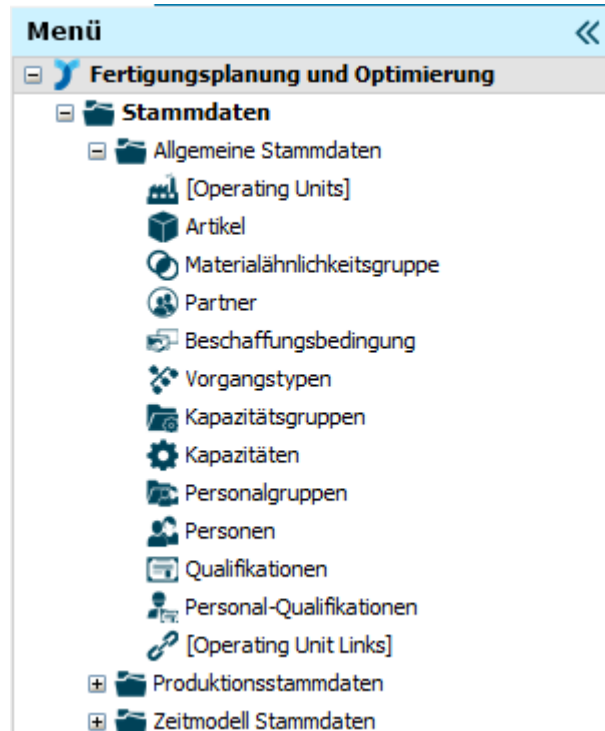 Menü
Fertigungsplanung und Optimierung
Stammdaten
Allgemeine Stammdaten
[Operating Units]
Artikel
Materialähnlichkeitsgruppe
Partner
Beschaffungsbedingung
Vorgangstypen
Kapazitätsgruppen
Kapazitäten
Personalgruppen
Personen
Qualifikationen
Personal-Qualifikationen
[Operating Unit Links]
Produktionsstammdaten
Zeitmodell Stammdaten